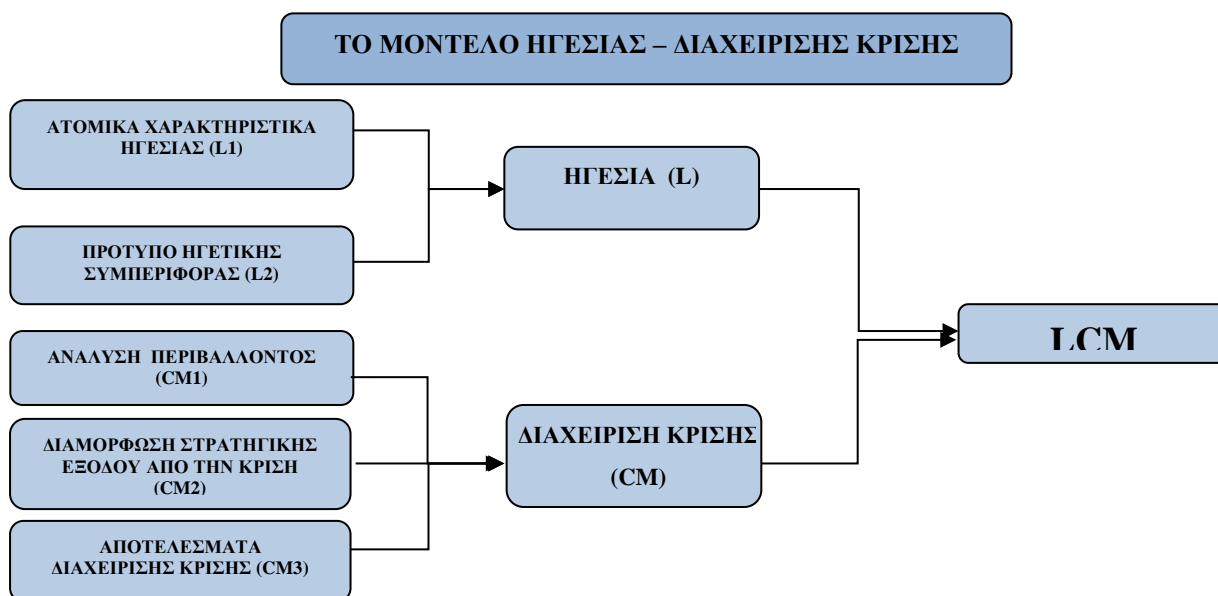 ΤΟ ΜΟΝΤΕΛΟ ΗΓΕΣΙΑΣ – ΔΙΑΧΕΙΡΙΣΗΣ ΚΡΙΣΗΣ
ΑΤΟΜΙΚΑ ΧΑΡΑΚΤΗΡΙΣΤΙΚΑ
ΗΓΕΣΙΑΣ (L1)
ΠΡΟΤΥΠΟ ΗΓΕΤΙΚΗΣ
ΣΥΜΠΕΡΙΦΟΡΑΣ (L2)
ΑΝΑΛΥΣΗ ΠΕΡΙΒΑΛΛΟΝΤΟΣ
(CM1)
ΔΙΑΜΟΡΦΩΣΗ ΣΤΡΑΤΗΓΙΚΗΣ
ΕΞΟΔΟΥ ΑΠΟ ΤΗΝ ΚΡΙΣΗ
(CM2)
ΑΠΟΤΕΛΕΣΜΑΤΑ
ΔΙΑΧΕΙΡΙΣΗΣ ΚΡΙΣΗΣ (CM3)
ΗΓΕΣΙΑ (L)
ΔΙΑΧΕΙΡΙΣΗ ΚΡΙΣΗΣ
(CM)
LCM